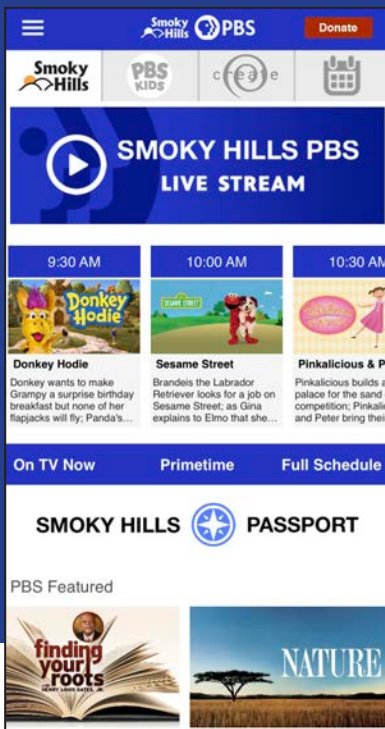 Smoky Hills PBS
Donate
Smoky Hills
PBS KIDS
create
SMOKY HILLS PBS
LIVE STREAM
9:30 AM
10:00 AM
10:30 AM
Donkey Hodie
SESAME STREET
Donkey Hodie
Sesame Street
Pinkalicious & P
Donkey wants to make
Grampy a surprise birthday
breakfast but none of her
flapjacks will fly; Panda's...
Brandeis the Labrador
Retriever looks for a job on
Sesame Street; as Gina
explains to Elmo that she...
Pinkalicious builds a
palace for the sand
competition; Pinkali
and Peter bring thei
On TV Now
Primetime
Full Schedule
SMOKY HILLS PASSPORT
PBS Featured
finding
your
roots
HENRY LOUIS GATES, JR.
NATURE